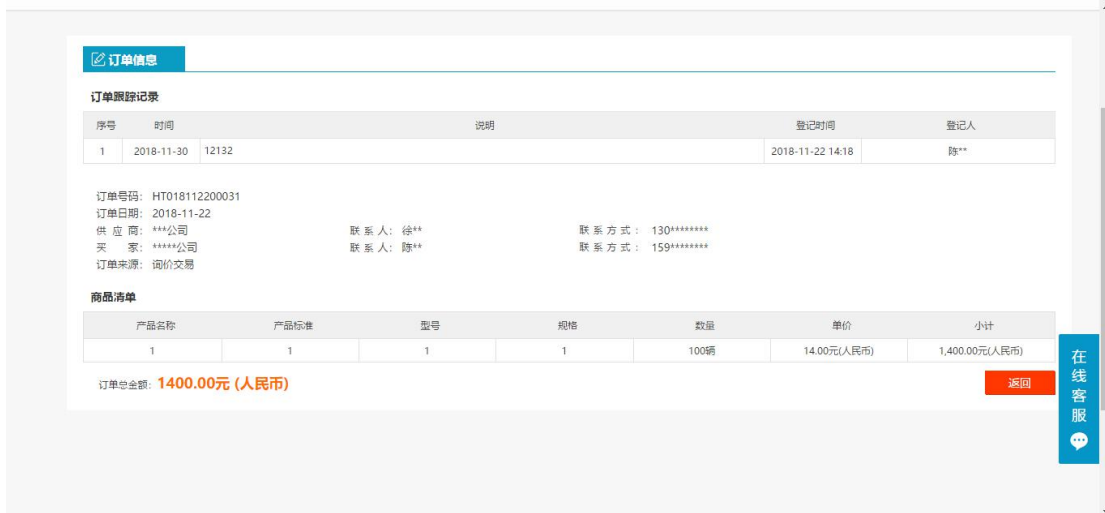 订单信息
订单跟踪记录
序号 时间 说明 登记时间 登记人
1 2018-11-30 12132 2018-11-22 14:18 陈**
订单号码: HT018112200031
订单日期: 2018-11-22
供 应 商: ***公司 联 系 人: 徐** 联 系 方 式 : 130********
买 家: *****公司 联 系 人: 陈** 联 系 方 式 : 159********
订单来源: 询价交易
商品清单
产品名称 产品标准 型号 规格 数量 单价 小计
1 1 1 1 100辆 14.00元(人民币) 1,400.00元(人民币)
订单总金额: 1400.00元 (人民币)
返回
在线客服